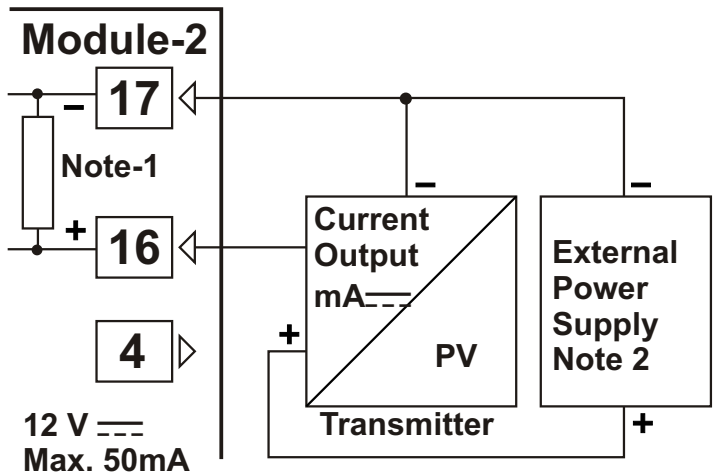 Module-2
17
−
Note-1
+
16
4
12 V
Max. 50mA
−
Current
Output
mA
+
PV
Transmitter
−
External
Power
Supply
Note 2
+